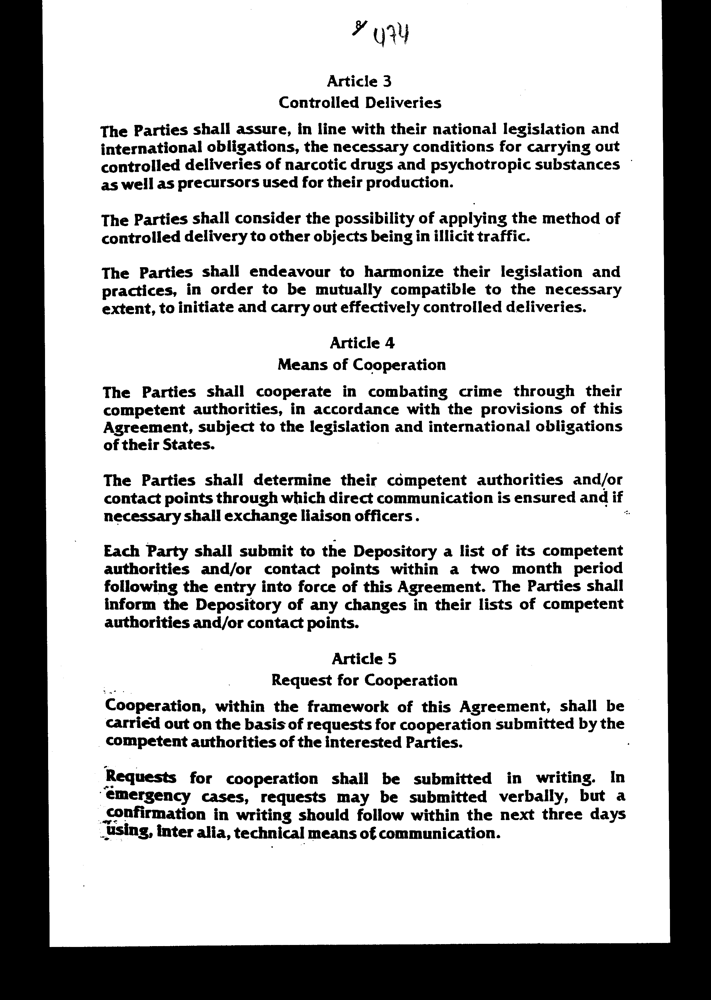 8 474
Article 3
Controlled Deliveries
The Parties shall assure, in line with their national legislation and
international obligations, the necessary conditions for carrying out
controlled deliveries of narcotic drugs and psychotropic substances
as well as precursors used for their production.
The Parties shall consider the possibility of applying the method of
controlled delivery to other objects being in illicit traffic.
The Parties shall endeavour to harmonize their legislation and
practices, in order to be mutually compatible to the necessary
extent, to initiate and carry out effectively controlled deliveries.
Article 4
Means of Cooperation
The Parties shall cooperate in combating crime through their
competent authorities, in accordance with the provisions of this
Agreement, subject to the legislation and international obligations
of their States.
The Parties shall determine their competent authorities and/or
contact points through which direct communication is ensured and if
necessary shall exchange liaison officers.
Each Party shall submit to the Depository a list of its competent
authorities and/or contact points within a two month period
following the entry into force of this Agreement. The Parties shall
inform the Depository of any changes in their lists of competent
authorities and/or contact points.
Article 5
Request for Cooperation
Cooperation, within the framework of this Agreement, shall be
carried out on the basis of requests for cooperation submitted by the
competent authorities of the interested Parties.
Requests for cooperation shall be submitted in writing. In
emergency cases, requests may be submitted verbally, but a
confirmation in writing should follow within the next three days
using, inter alia, technical means of communication.